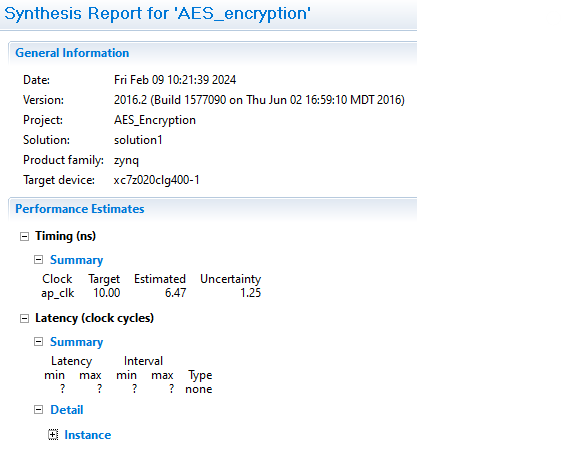 Synthesis Report for 'AES_encryption'
General Information
Date: Fri Feb 09 10:21:39 2024
Version: 2016.2 (Build 1577090 on Thu Jun 02 16:59:10 MDT 2016)
Project: AES_Encryption
Solution: solution1
Product family: zynq
Target device: xc7z020clg400-1
Performance Estimates
Timing (ns)
Summary
Clock Target Estimated Uncertainty
ap_clk 10.00 6.47 1.25
Latency (clock cycles)
Summary
Latency Interval
min max min max Type
? ? ? ? none
Detail
Instance